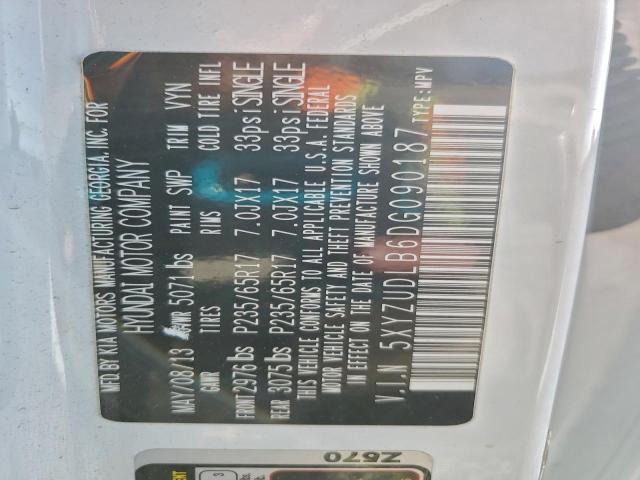 MFD BY KIA MOTORS MANUFACTURING GEORGIA, INC. FOR
HYUNDAI MOTOR COMPANY
MAY/08/13 GVWR 5071 lbs PAINT SWP TRIM VYN
GAWR TIRES RIMS COLD TIRE INFL
FRONT 2976 lbs P235/65R17 7.0JX17 33psi SINGLE
REAR 3075 lbs P235/65R17 7.0JX17 33psi SINGLE
THIS VEHICLE CONFORMS TO ALL APPLICABLE U.S.A. FEDERAL
MOTOR VEHICLE SAFETY AND THEFT PREVENTION STANDARDS
IN EFFECT ON THE DATE OF MANUFACTURE SHOWN ABOVE
V.I.N 5XYZUDLB6DG090187 TYPE:MPV
Z670